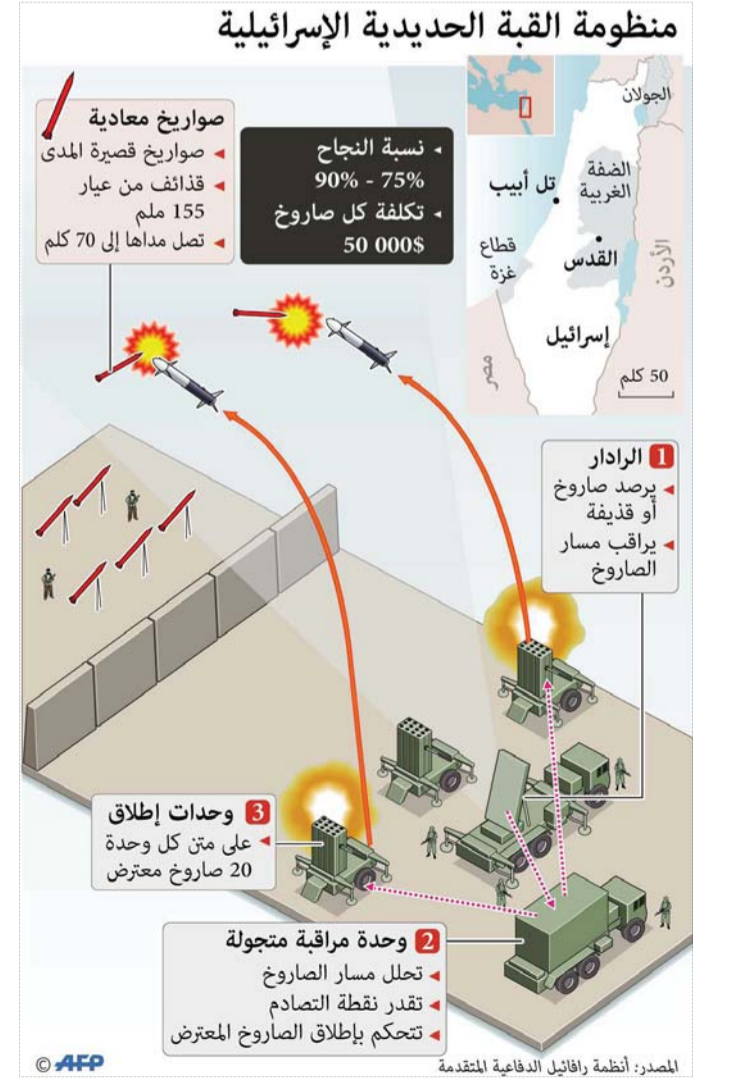 منظومة القبة الحديدية الإسرائيلية
صواريخ معادية
صواريخ قصيرة المدى
قذائف من عيار
155 ملم
تصل مداها إلى 70 كلم
نسبة النجاح
90% - 75%
تكلفة كل صاروخ
50 000$
الجولان
الضفة
الغربية
تل أبيب
قطاع
غزة
القدس
الأردن
إسرائيل
مصر
50 كلم
1 الرادار
يرصد صاروخ
أو قذيفة
يراقب مسار
الصاروخ
3 وحدات إطلاق
على متن كل وحدة
20 صاروخ معترض
2 وحدة مراقبة متجولة
تحلل مسار الصاروخ
تقدر نقطة التصادم
تتحكم بإطلاق الصاروخ المعترض
المصدر: أنظمة رافائيل الدفاعية المتقدمة
© AFP